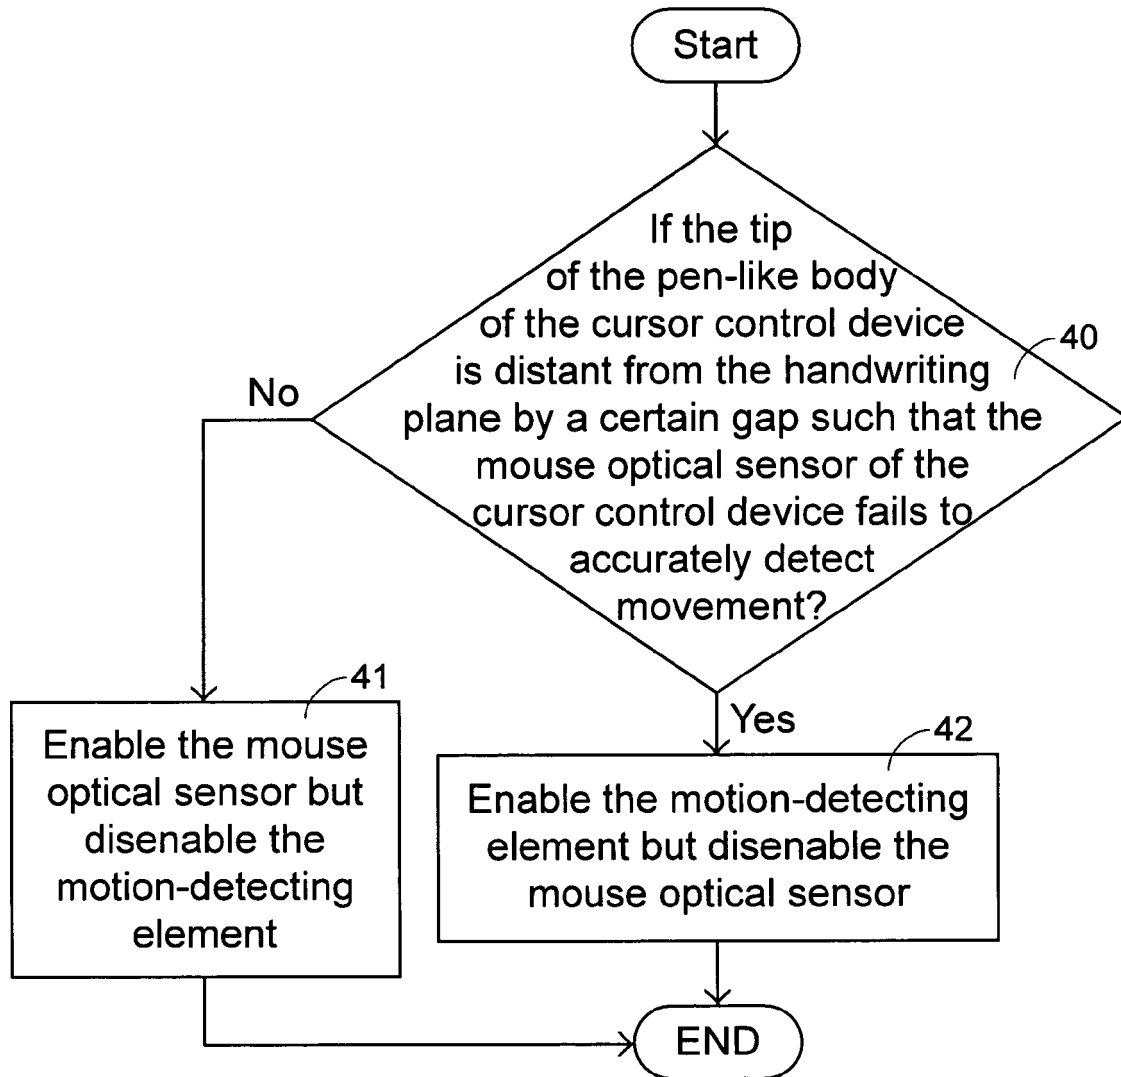 Start
If the tip
of the pen-like body
of the cursor control device
is distant from the handwriting
plane by a certain gap such that the
mouse optical sensor of the
cursor control device fails to
accurately detect
movement?
40
No
Yes
41
Enable the mouse
optical sensor but
disenable the
motion-detecting
element
42
Enable the motion-detecting
element but disenable the
mouse optical sensor
END